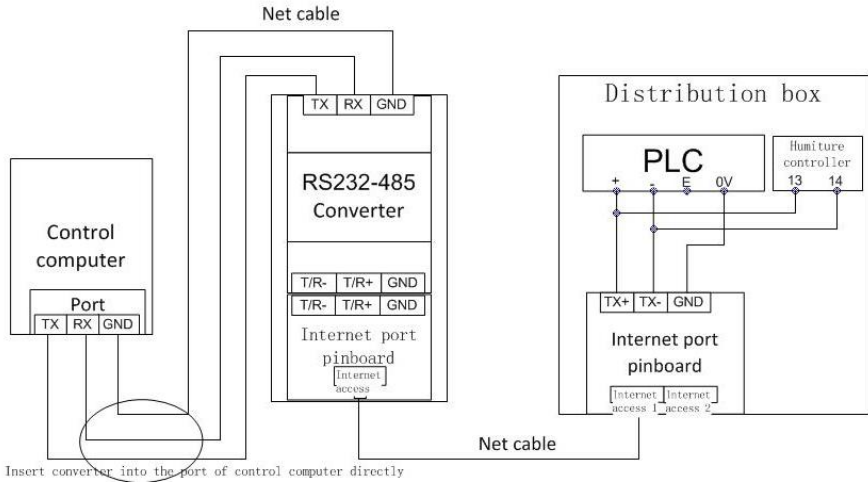 Net cable
TX RX GND
RS232-485
Converter
T/R- T/R+ GND
T/R- T/R+ GND
Internet port
pinboard
Internet
access
Control
computer
Port
TX RX GND
Insert converter into the port of control computer directly
Net cable
Distribution box
PLC
+ - E 0V
Humiture
controller
13 14
TX+ TX- GND
Internet port
pinboard
Internet Internet
access 1 access 2